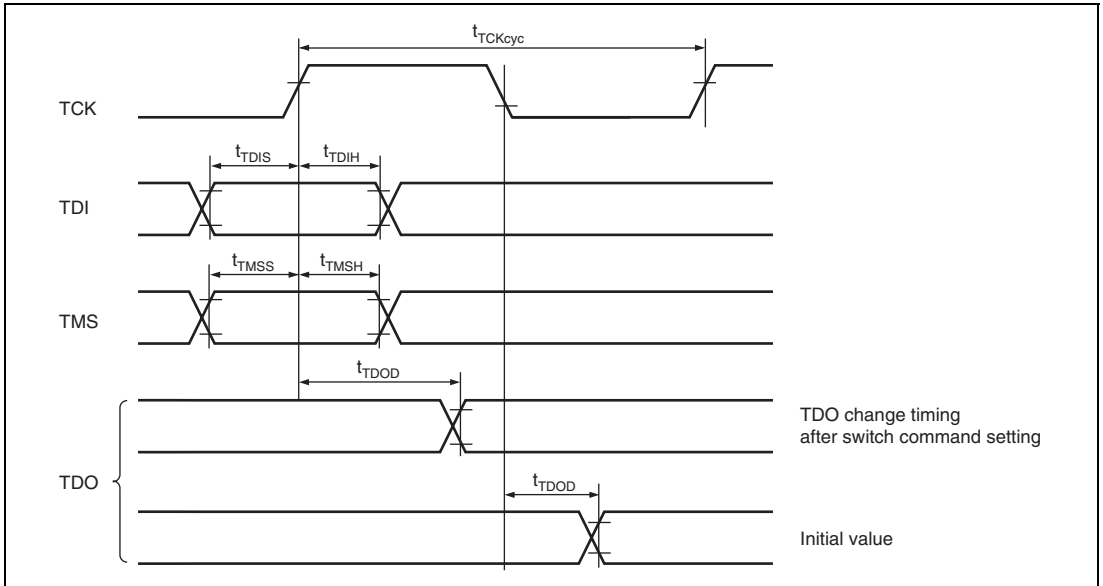 tTCKcyc
TCK
tTDIS
tTDIH
TDI
tTMSS
tTMSH
TMS
tTDOD
TDO change timing
after switch command setting
TDO
tTDOD
Initial value